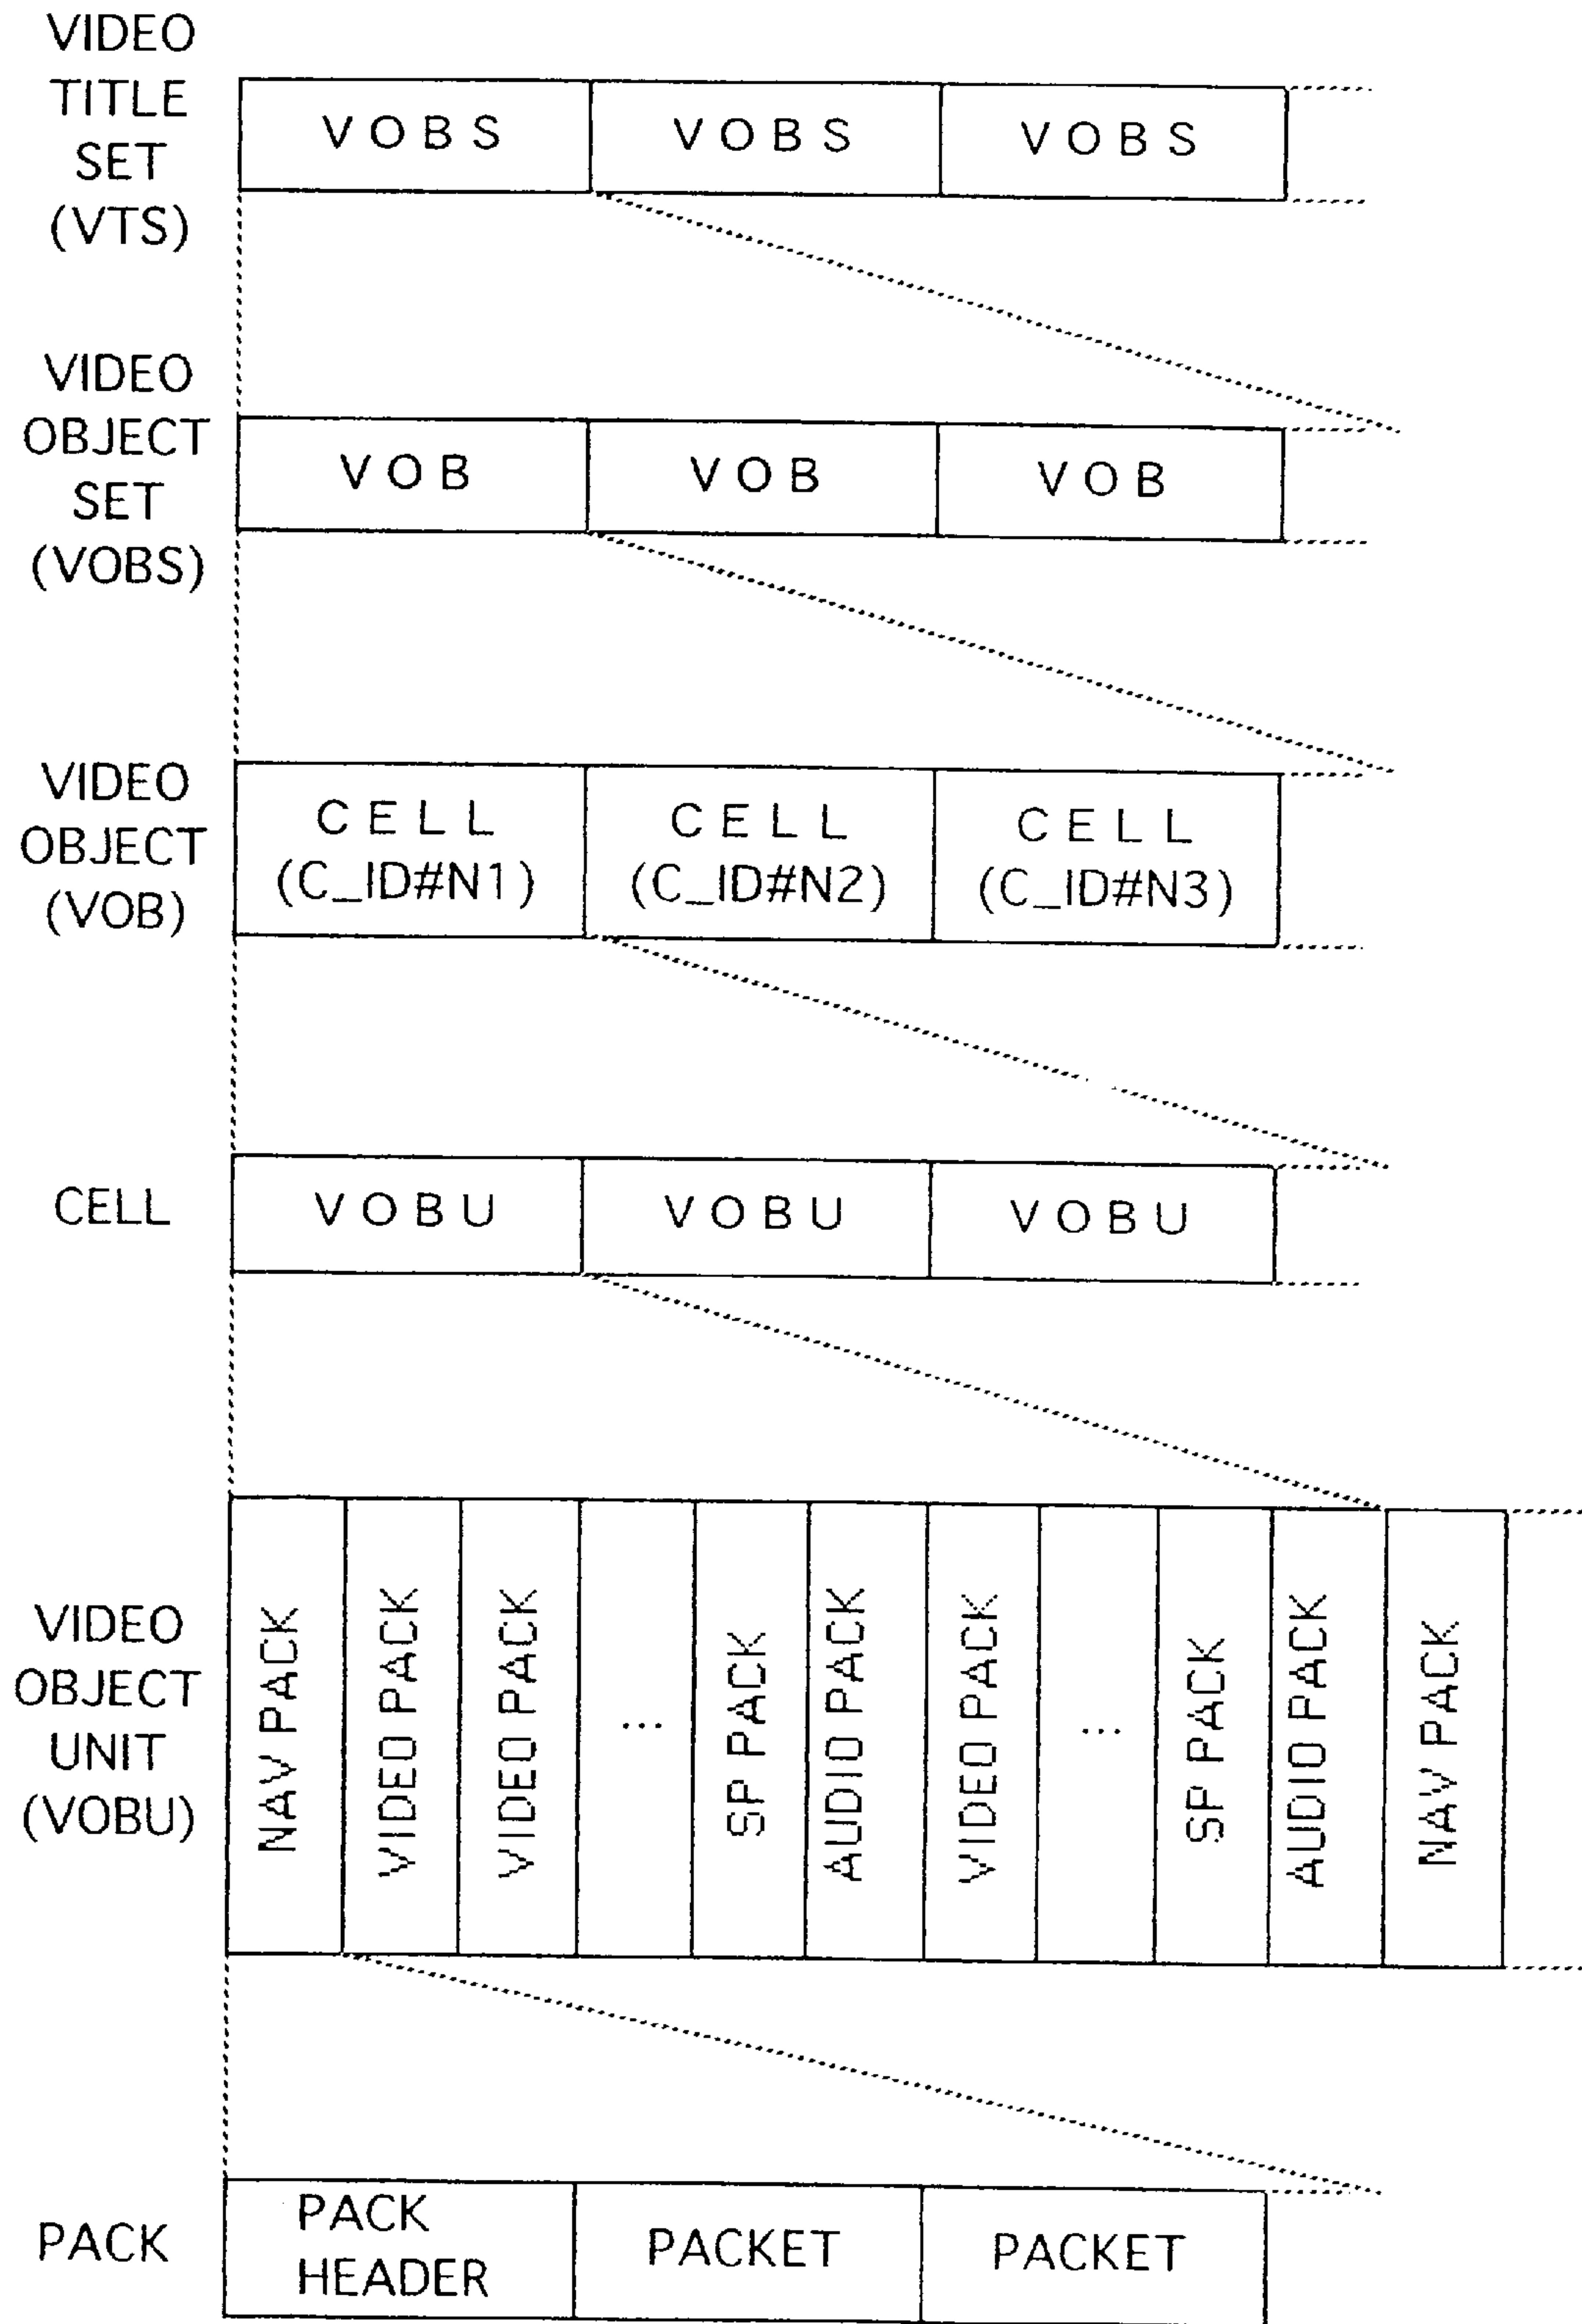 VIDEO
TITLE
SET
(VTS)
VOBS VOBS VOBS
VIDEO
OBJECT
SET
(VOBS)
VOB VOB VOB
VIDEO
OBJECT
(VOB)
CELL
(C_ID#N1)
CELL
(C_ID#N2)
CELL
(C_ID#N3)
CELL
VOBU VOBU VOBU
VIDEO
OBJECT
UNIT
(VOBU)
NAV PACK
VIDEO PACK
VIDEO PACK
...
SP PACK
AUDIO PACK
VIDEO PACK
...
SP PACK
AUDIO PACK
NAV PACK
PACK
PACK
HEADER
PACKET
PACKET